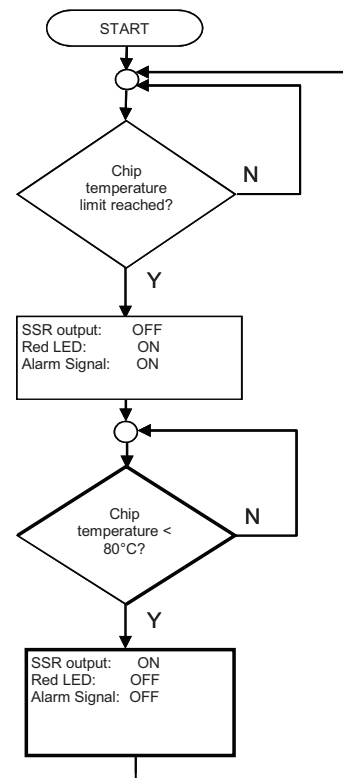 START
Chip
temperature
limit reached?
N
Y
SSR output: OFF
Red LED: ON
Alarm Signal: ON
Chip
temperature <
80°C?
N
Y
SSR output: ON
Red LED: OFF
Alarm Signal: OFF